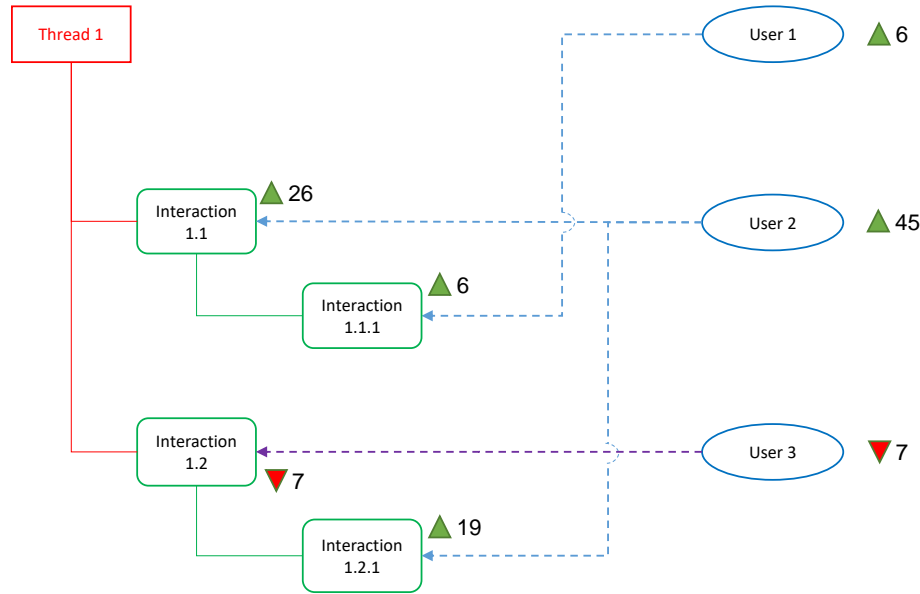 Thread 1
User 1
6
Interaction
1.1
26
User 2
45
Interaction
1.1.1
6
Interaction
1.2
7
User 3
7
Interaction
1.2.1
19